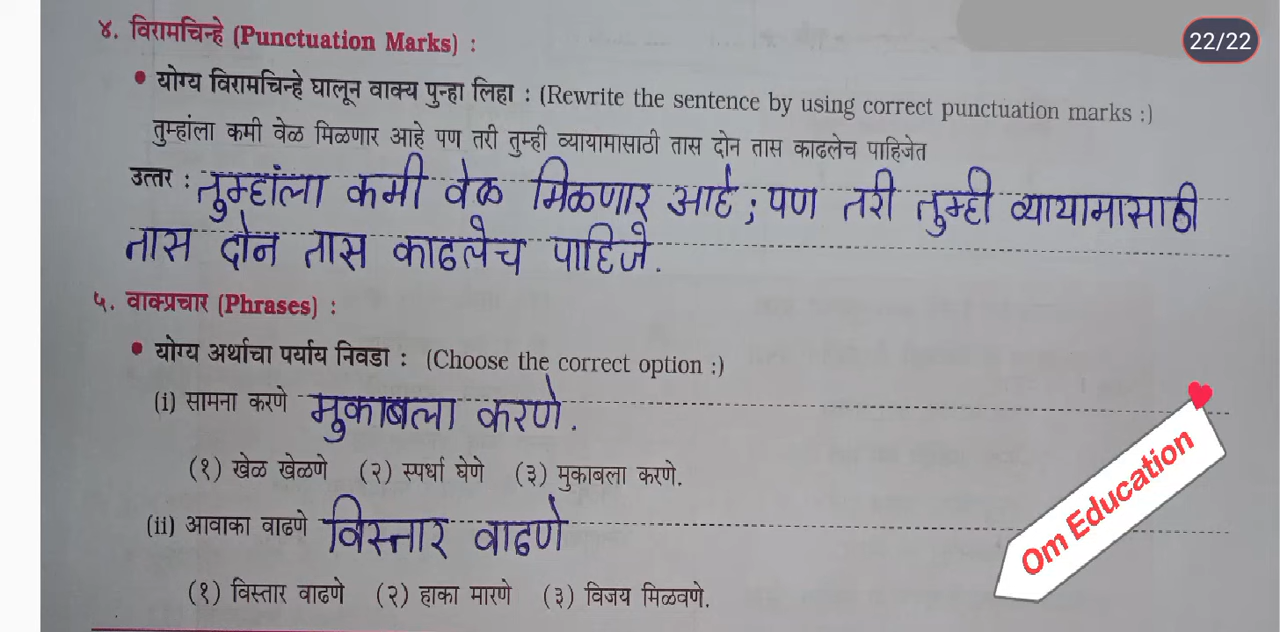 22/22
४. विरामचिन्हे (Punctuation Marks) :
• योग्य विरामचिन्हे घालून वाक्य पुन्हा लिहा : (Rewrite the sentence by using correct punctuation marks :)
तुम्हांला कमी वेळ मिळणार आहे पण तरी तुम्ही व्यायामासाठी तास दोन तास काढलेच पाहिजेत
उत्तर : तुम्हांला कमी वेळ मिळणार आहे ; पण तरी तुम्ही व्यायामासाठी
तास दोन तास काढलेच पाहिजे.
५. वाक्प्रचार (Phrases) :
• योग्य अर्थाचा पर्याय निवडा : (Choose the correct option :)
(i) सामना करणे मुकाबला करणे.
(१) खेळ खेळणे (२) स्पर्धा घेणे (३) मुकाबला करणे.
(ii) आवाका वाढणे विस्तार वाढणे
(१) विस्तार वाढणे (२) हाका मारणे (३) विजय मिळवणे.
Om Education